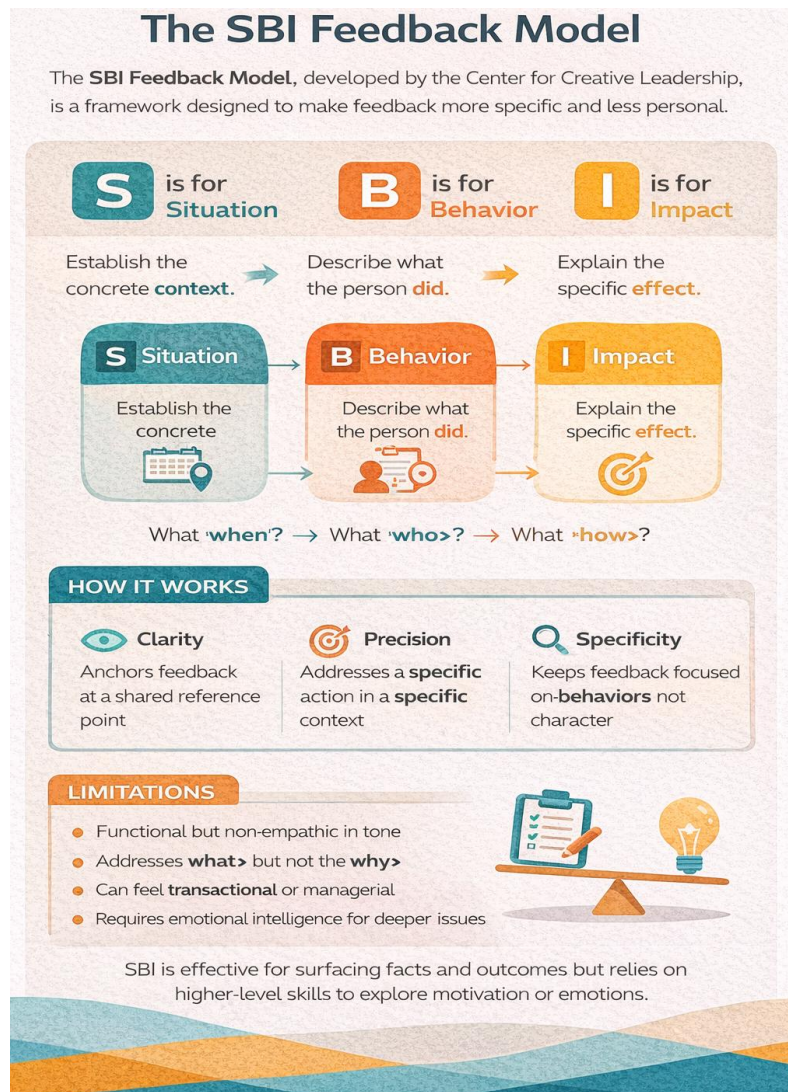 The SBI Feedback Model
The SBI Feedback Model, developed by the Center for Creative Leadership,
is a framework designed to make feedback more specific and less personal.
S is for Situation
B is for Behavior
I is for Impact
Establish the
concrete context.
Describe what
the person did.
Explain the
specific effect.
S Situation
Establish the
concrete
B Behavior
Describe what
the person did.
I Impact
Explain the
specific effect.
What 'when'? → What 'who>? → What "how>?
HOW IT WORKS
Clarity
Anchors feedback
at a shared reference
point
Precision
Addresses a specific
action in a specific
context
Specificity
Keeps feedback focused
on-behaviors not
character
LIMITATIONS
Functional but non-empathic in tone
Addresses what> but not the why>
Can feel transactional or managerial
Requires emotional intelligence for deeper issues
SBI is effective for surfacing facts and outcomes but relies on
higher-level skills to explore motivation or emotions.